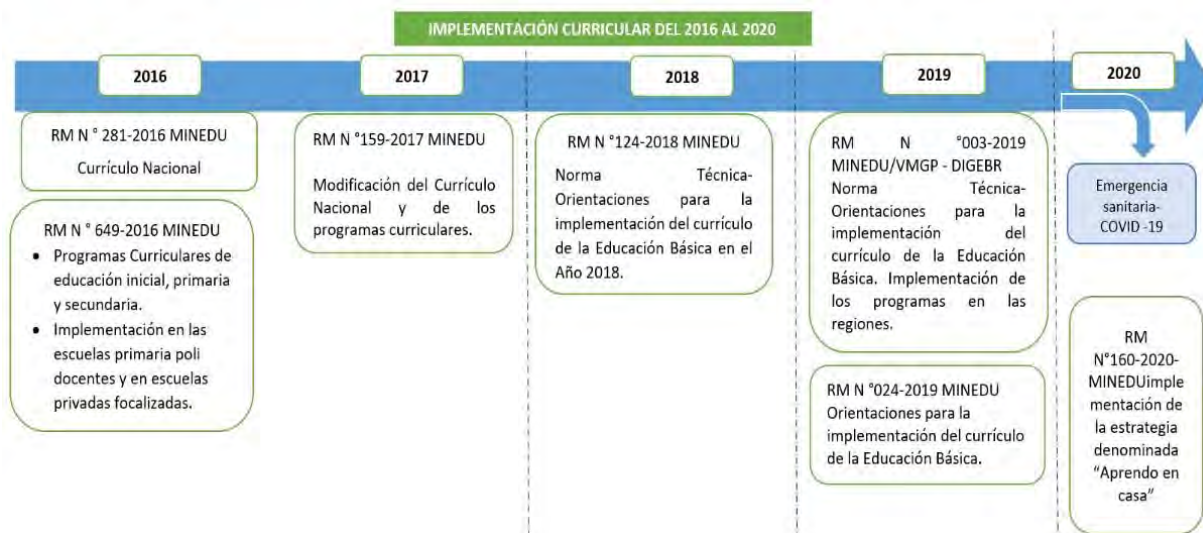 IMPLEMENTACIÓN CURRICULAR DEL 2016 AL 2020
2016
2017
2018
2019
2020
RM N ° 281-2016 MINEDU
Currículo Nacional
RM N ° 649-2016 MINEDU
• Programas Curriculares de
educación inicial, primaria
y secundaria.
• Implementación en las
escuelas primaria poli
docentes y en escuelas
privadas focalizadas.
RM N °159-2017 MINEDU
Modificación del Currículo
Nacional y de los
programas curriculares.
RM N °124-2018 MINEDU
Norma Técnica-
Orientaciones para la
implementación del currículo
de la Educación Básica en el
Año 2018.
RM N °003-2019
MINEDU/VMGP - DIGEBR
Norma Técnica-
Orientaciones para la
implementación del
currículo de la Educación
Básica. Implementación de
los programas en las
regiones.
RM N °024-2019 MINEDU
Orientaciones para la
implementación del currículo
de la Educación Básica.
Emergencia
sanitaria-
COVID -19
RM
N°160-2020-
MINEDUimple
mentación de
la estrategia
denominada
“Aprendo en
casa”